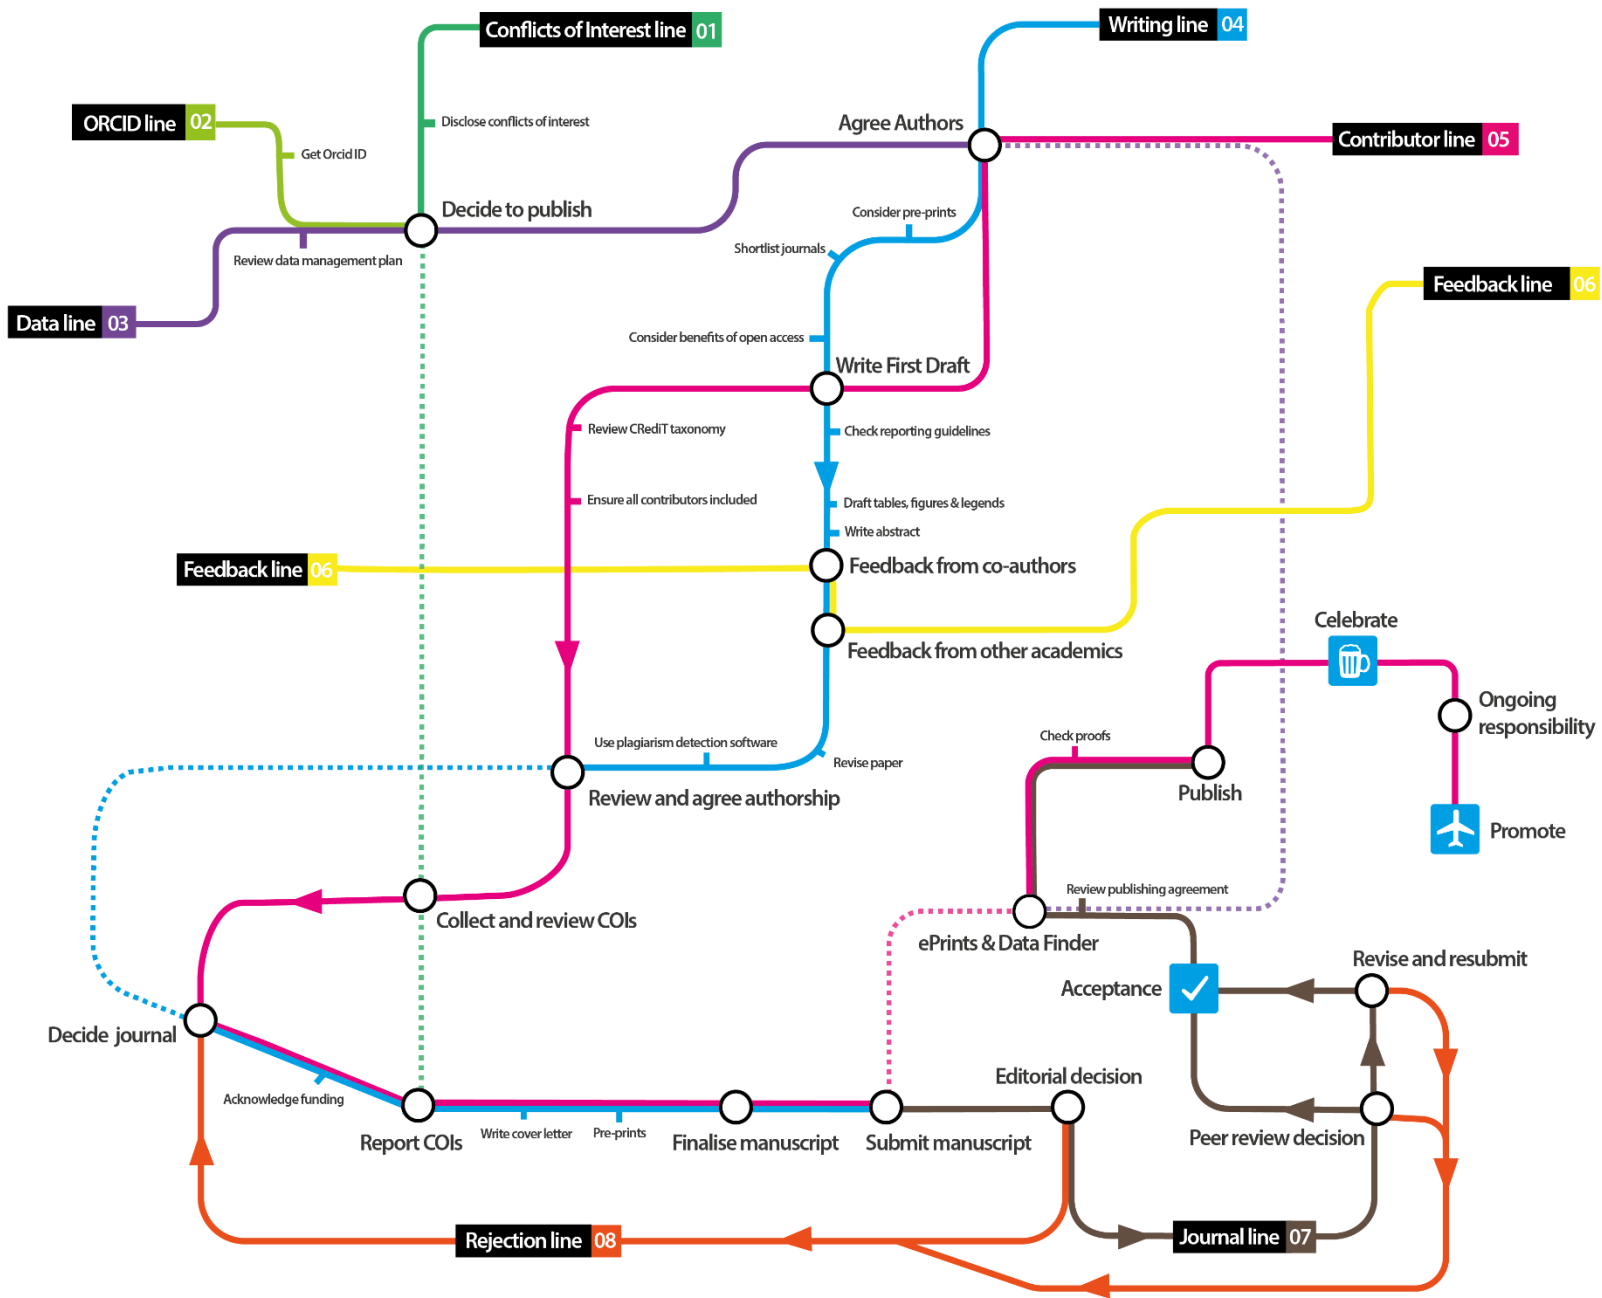 Conflicts of Interest line 01
Writing line 04
ORCID line 02
Disclose conflicts of interest
Agree Authors
Contributor line 05
Get Orcid ID
Decide to publish
Consider pre-prints
Shortlist journals
Review data management plan
Feedback line 06
Data line 03
Consider benefits of open access
Write First Draft
Review CRediT taxonomy
Check reporting guidelines
Ensure all contributors included
Draft tables, figures & legends
Write abstract
Feedback line 06
Feedback from co-authors
Celebrate
Feedback from other academics
Ongoing
responsibility
Check proofs
Use plagiarism detection software
Revise paper
Publish
Review and agree authorship
Promote
Review publishing agreement
Collect and review COIs
ePrints & Data Finder
Revise and resubmit
Acceptance
Decide journal
Editorial decision
Acknowledge funding
Report COIs
Write cover letter
Pre-prints
Finalise manuscript
Submit manuscript
Peer review decision
Rejection line 08
Journal line 07